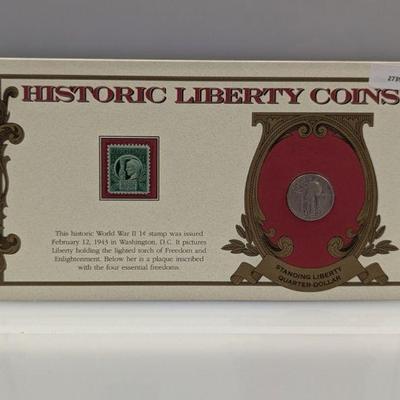 273
HISTORIC LIBERTY COINS
This historic World War II 1¢ stamp was issued
February 12, 1943 in Washington, D.C. It pictures
Liberty holding the lighted torch of Freedom and
Enlightenment. Below her is a plaque inscribed
with the four essential freedoms.
STANDING LIBERTY
QUARTER-DOLLAR